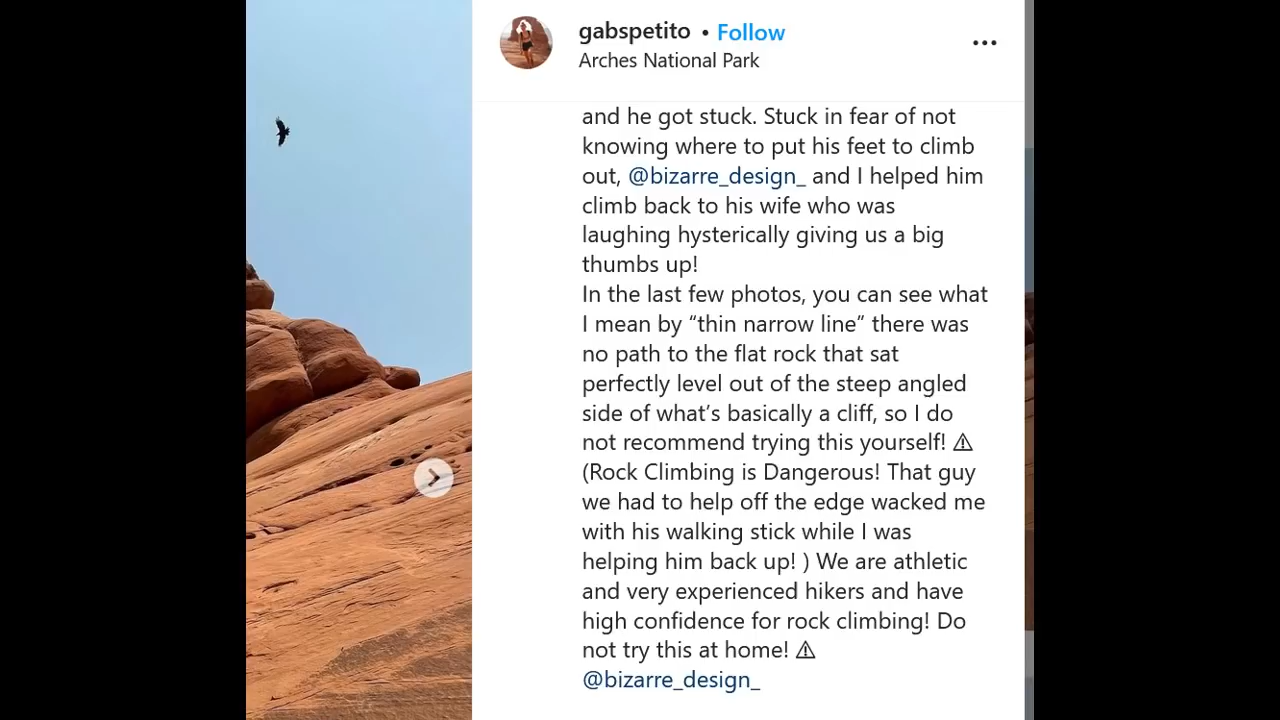 gabspetito • Follow
Arches National Park
and he got stuck. Stuck in fear of not
knowing where to put his feet to climb
out, @bizarre_design_ and I helped him
climb back to his wife who was
laughing hysterically giving us a big
thumbs up!
In the last few photos, you can see what
I mean by “thin narrow line” there was
no path to the flat rock that sat
perfectly level out of the steep angled
side of what’s basically a cliff, so I do
not recommend trying this yourself! ⚠
(Rock Climbing is Dangerous! That guy
we had to help off the edge wacked me
with his walking stick while I was
helping him back up! ) We are athletic
and very experienced hikers and have
high confidence for rock climbing! Do
not try this at home! ⚠
@bizarre_design_